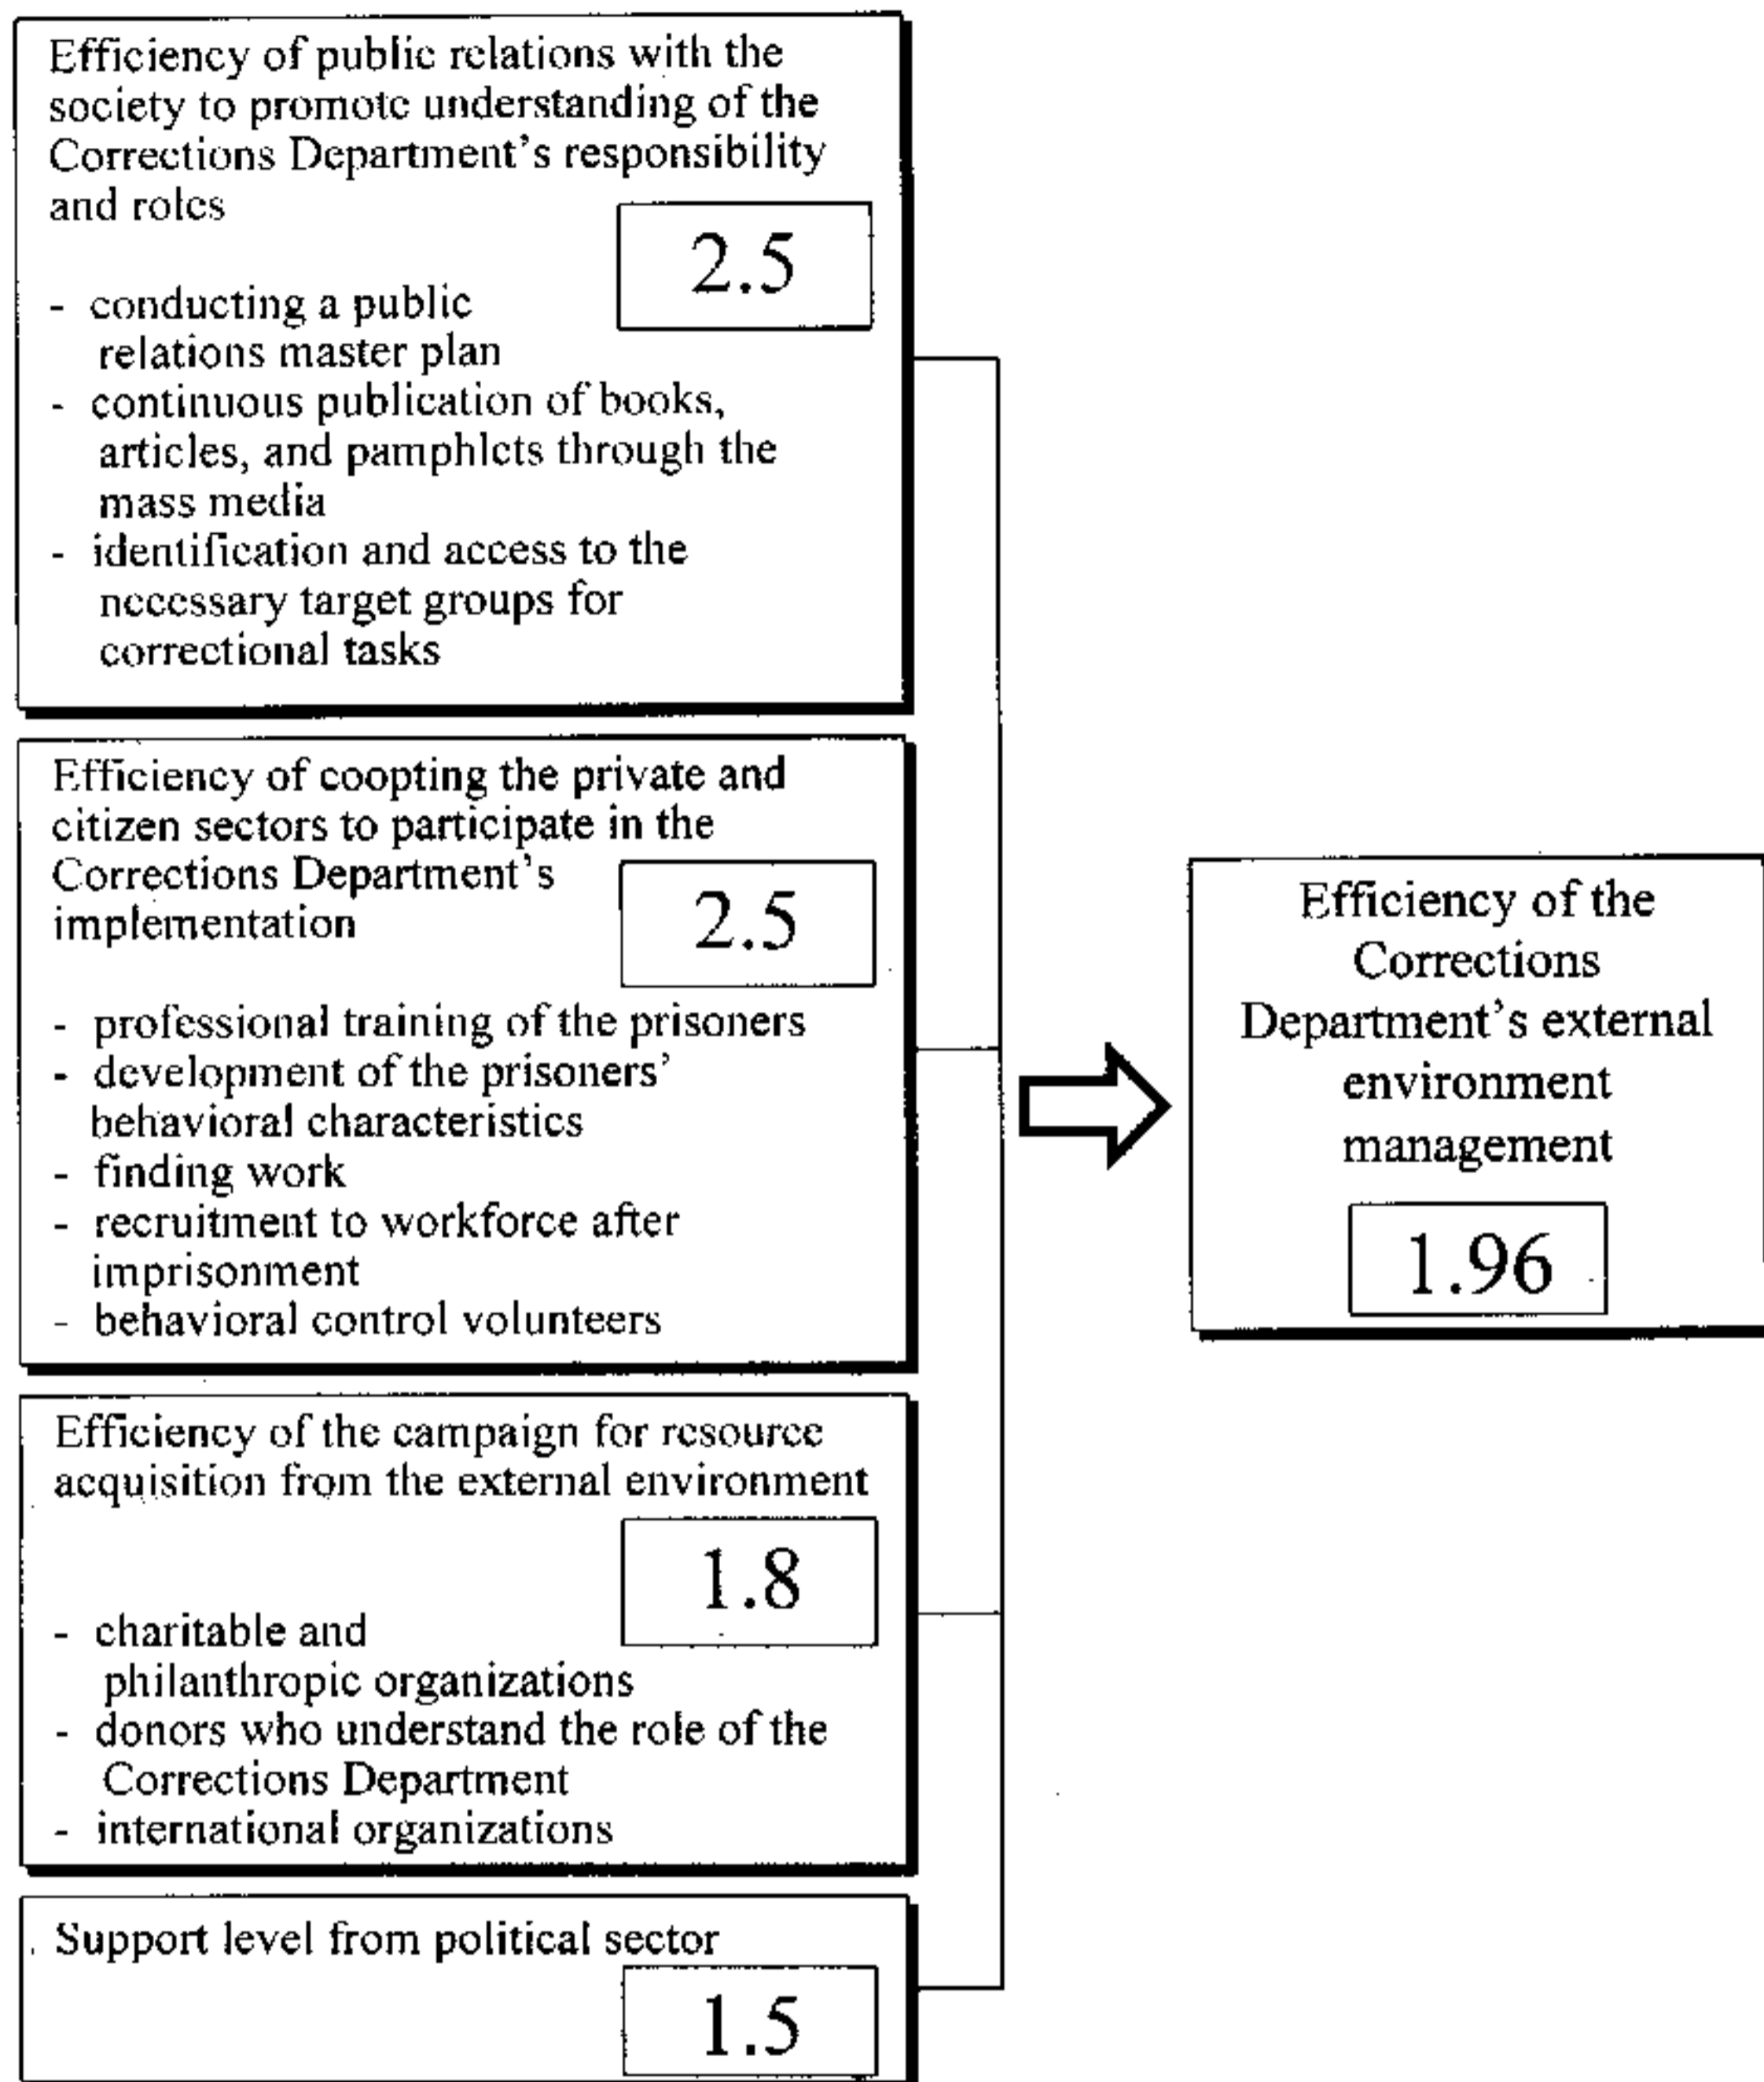 Efficiency of public relations with the
society to promote understanding of the
Corrections Department's responsibility
and roles
2.5
- conducting a public
relations master plan
- continuous publication of books,
articles, and pamphlets through the
mass media
- identification and access to the
necessary target groups for
correctional tasks
Efficiency of coopting the private and
citizen sectors to participate in the
Corrections Department's
implementation
2.5
- professional training of the prisoners
- development of the prisoners'
behavioral characteristics
- finding work
- recruitment to workforce after
imprisonment
- behavioral control volunteers
Efficiency of the campaign for resource
acquisition from the external environment
1.8
- charitable and
philanthropic organizations
- donors who understand the role of the
Corrections Department
- international organizations
Support level from political sector
1.5
Efficiency of the
Corrections
Department's external
environment
management
1.96